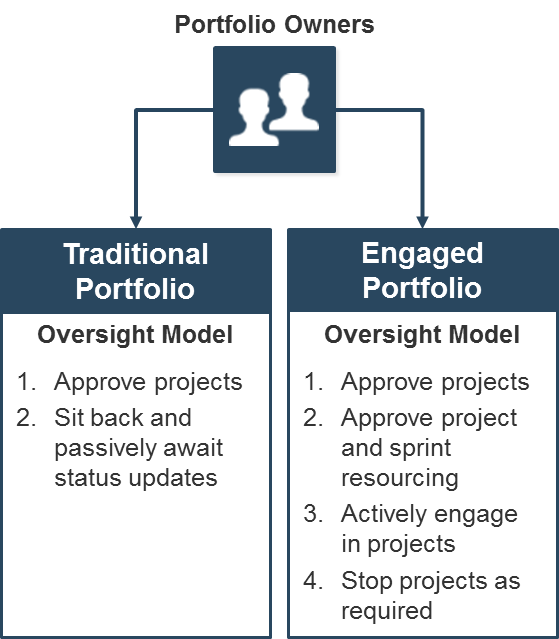 Portfolio Owners
Traditional
Portfolio
Oversight Model
1. Approve projects
2. Sit back and
passively await
status updates
Engaged
Portfolio
Oversight Model
1. Approve projects
2. Approve project
and sprint
resourcing
3. Actively engage
in projects
4. Stop projects as
required